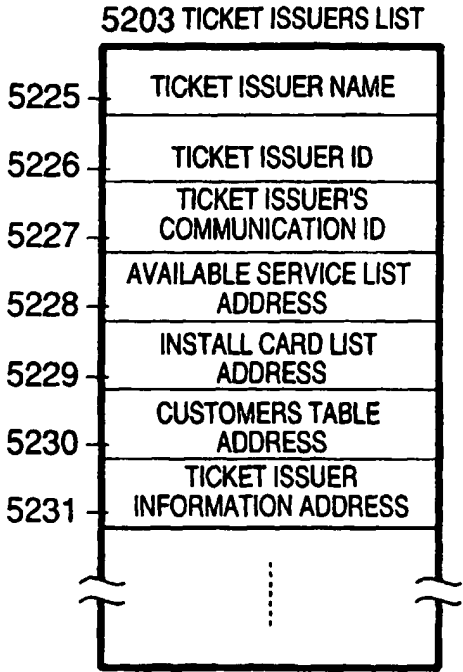 5203 TICKET ISSUERS LIST
5225 TICKET ISSUER NAME
5226 TICKET ISSUER ID
TICKET ISSUER'S
5227 COMMUNICATION ID
AVAILABLE SERVICE LIST
5228 ADDRESS
INSTALL CARD LIST
5229 ADDRESS
CUSTOMERS TABLE
5230 ADDRESS
TICKET ISSUER
5231 INFORMATION ADDRESS